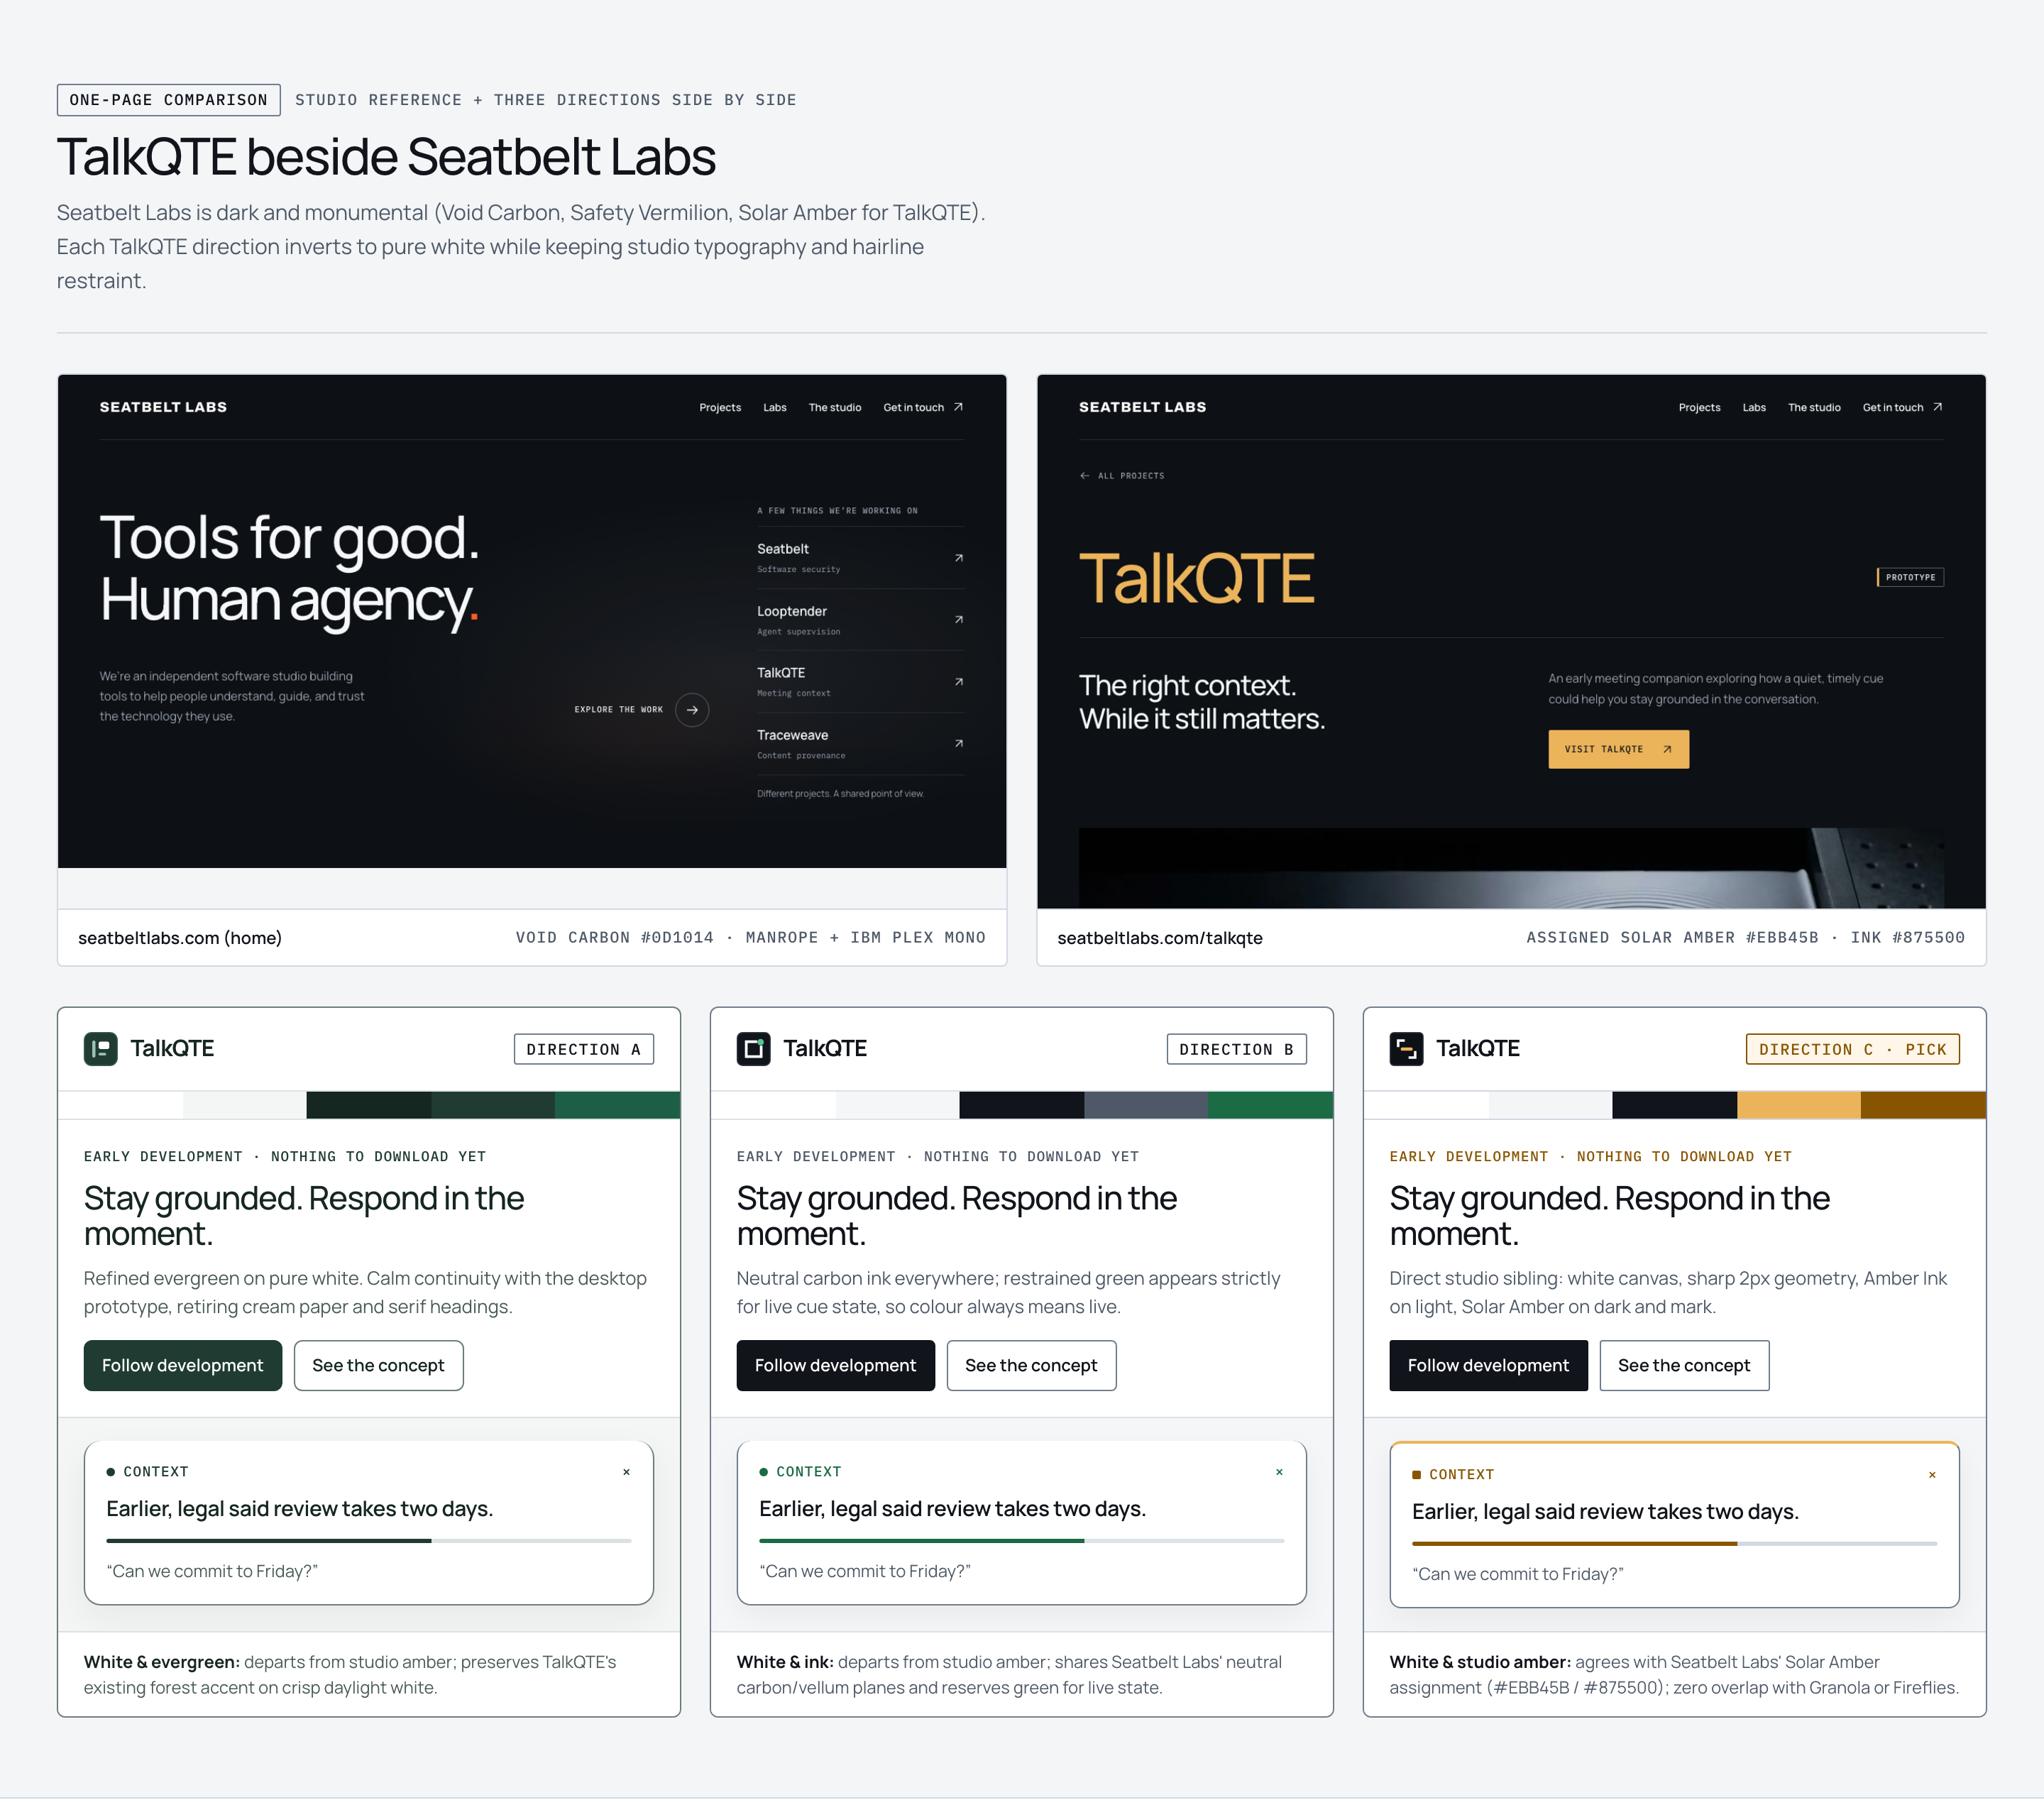 ONE-PAGE COMPARISON STUDIO REFERENCE + THREE DIRECTIONS SIDE BY SIDE
TalkQTE beside Seatbelt Labs
Seatbelt Labs is dark and monumental (Void Carbon, Safety Vermilion, Solar Amber for TalkQTE).
Each TalkQTE direction inverts to pure white while keeping studio typography and hairline
restraint.
SEATBELT LABS
Projects Labs The studio Get in touch ↗
Tools for good.
Human agency.
We're an independent software studio building
tools to help people understand, guide, and trust
the technology they use.
EXPLORE THE WORK →
A FEW THINGS WE'RE WORKING ON
Seatbelt ↗
Software security
Looptender ↗
Agent supervision
TalkQTE ↗
Meeting context
Traceweave ↗
Content provenance
Different projects. A shared point of view.
seatbeltlabs.com (home)
VOID CARBON #0D1014 · MANROPE + IBM PLEX MONO
SEATBELT LABS
Projects Labs The studio Get in touch ↗
← ALL PROJECTS
TalkQTE
PROTOTYPE
The right context.
While it still matters.
An early meeting companion exploring how a quiet, timely cue
could help you stay grounded in the conversation.
VISIT TALKQTE ↗
seatbeltlabs.com/talkqte
ASSIGNED SOLAR AMBER #EBB45B · INK #875500
TalkQTE
DIRECTION A
EARLY DEVELOPMENT · NOTHING TO DOWNLOAD YET
Stay grounded. Respond in the
moment.
Refined evergreen on pure white. Calm continuity with the desktop
prototype, retiring cream paper and serif headings.
Follow development
See the concept
CONTEXT ×
Earlier, legal said review takes two days.
“Can we commit to Friday?”
White & evergreen: departs from studio amber; preserves TalkQTE's
existing forest accent on crisp daylight white.
TalkQTE
DIRECTION B
EARLY DEVELOPMENT · NOTHING TO DOWNLOAD YET
Stay grounded. Respond in the
moment.
Neutral carbon ink everywhere; restrained green appears strictly
for live cue state, so colour always means live.
Follow development
See the concept
CONTEXT ×
Earlier, legal said review takes two days.
“Can we commit to Friday?”
White & ink: departs from studio amber; shares Seatbelt Labs' neutral
carbon/vellum planes and reserves green for live state.
TalkQTE
DIRECTION C · PICK
EARLY DEVELOPMENT · NOTHING TO DOWNLOAD YET
Stay grounded. Respond in the
moment.
Direct studio sibling: white canvas, sharp 2px geometry, Amber Ink
on light, Solar Amber on dark and mark.
Follow development
See the concept
CONTEXT ×
Earlier, legal said review takes two days.
“Can we commit to Friday?”
White & studio amber: agrees with Seatbelt Labs' Solar Amber
assignment (#EBB45B / #875500); zero overlap with Granola or Fireflies.